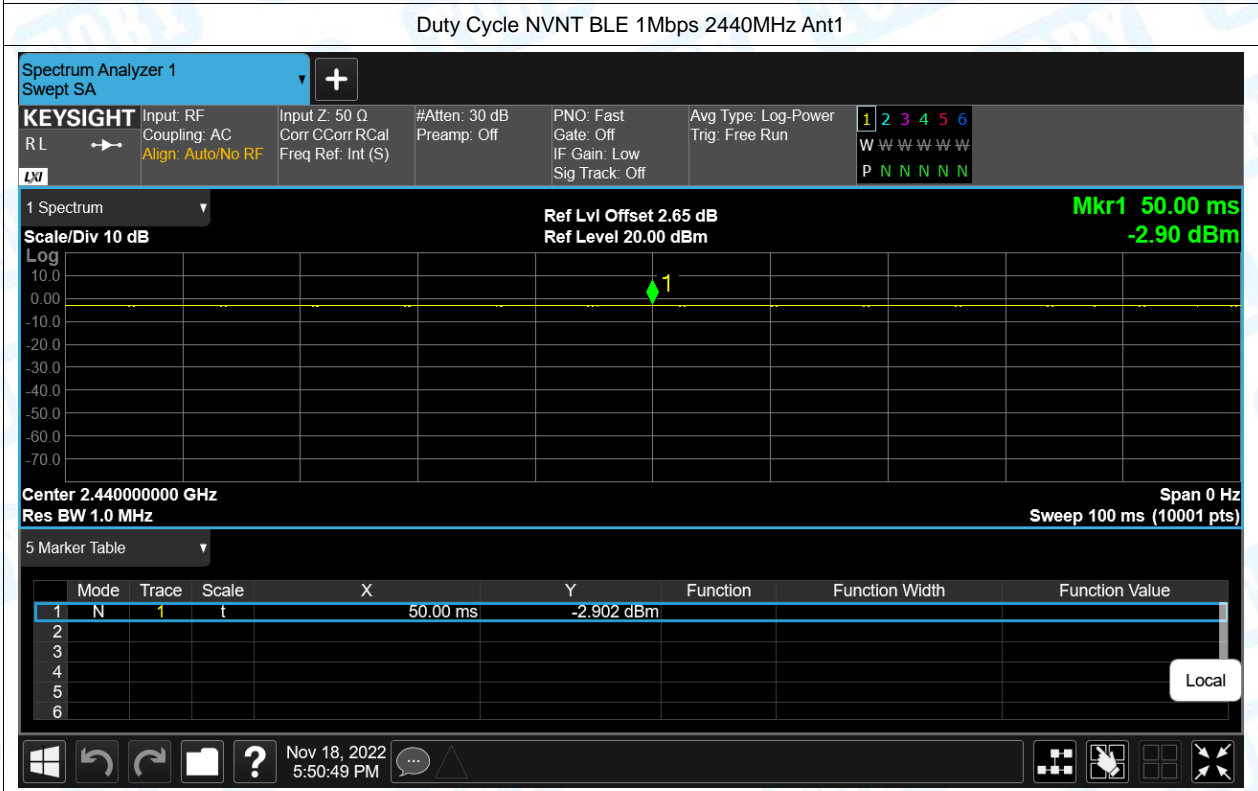 Duty Cycle NVNT BLE 1Mbps 2440MHz Ant1
Spectrum Analyzer 1
Swept SA
KEYSIGHT
RL
LXI
Input: RF
Coupling: AC
Align: Auto/No RF
Input Z: 50 Ω
Corr CCorr RCal
Freq Ref: Int (S)
#Atten: 30 dB
Preamp: Off
PNO: Fast
Gate: Off
IF Gain: Low
Sig Track: Off
Avg Type: Log-Power
Trig: Free Run
1 2 3 4 5 6
W W W W W W
P N N N N N
1 Spectrum
Scale/Div 10 dB
Ref Lvl Offset 2.65 dB
Ref Level 20.00 dBm
Mkr1 50.00 ms
-2.90 dBm
Log
10.0
0.00
-10.0
-20.0
-30.0
-40.0
-50.0
-60.0
-70.0
1
Center 2.440000000 GHz
Res BW 1.0 MHz
Span 0 Hz
Sweep 100 ms (10001 pts)
5 Marker Table
Mode Trace Scale X Y Function Function Width Function Value
1 N 1 t 50.00 ms -2.902 dBm
2
3
4
5
6
Local
?
Nov 18, 2022
5:50:49 PM